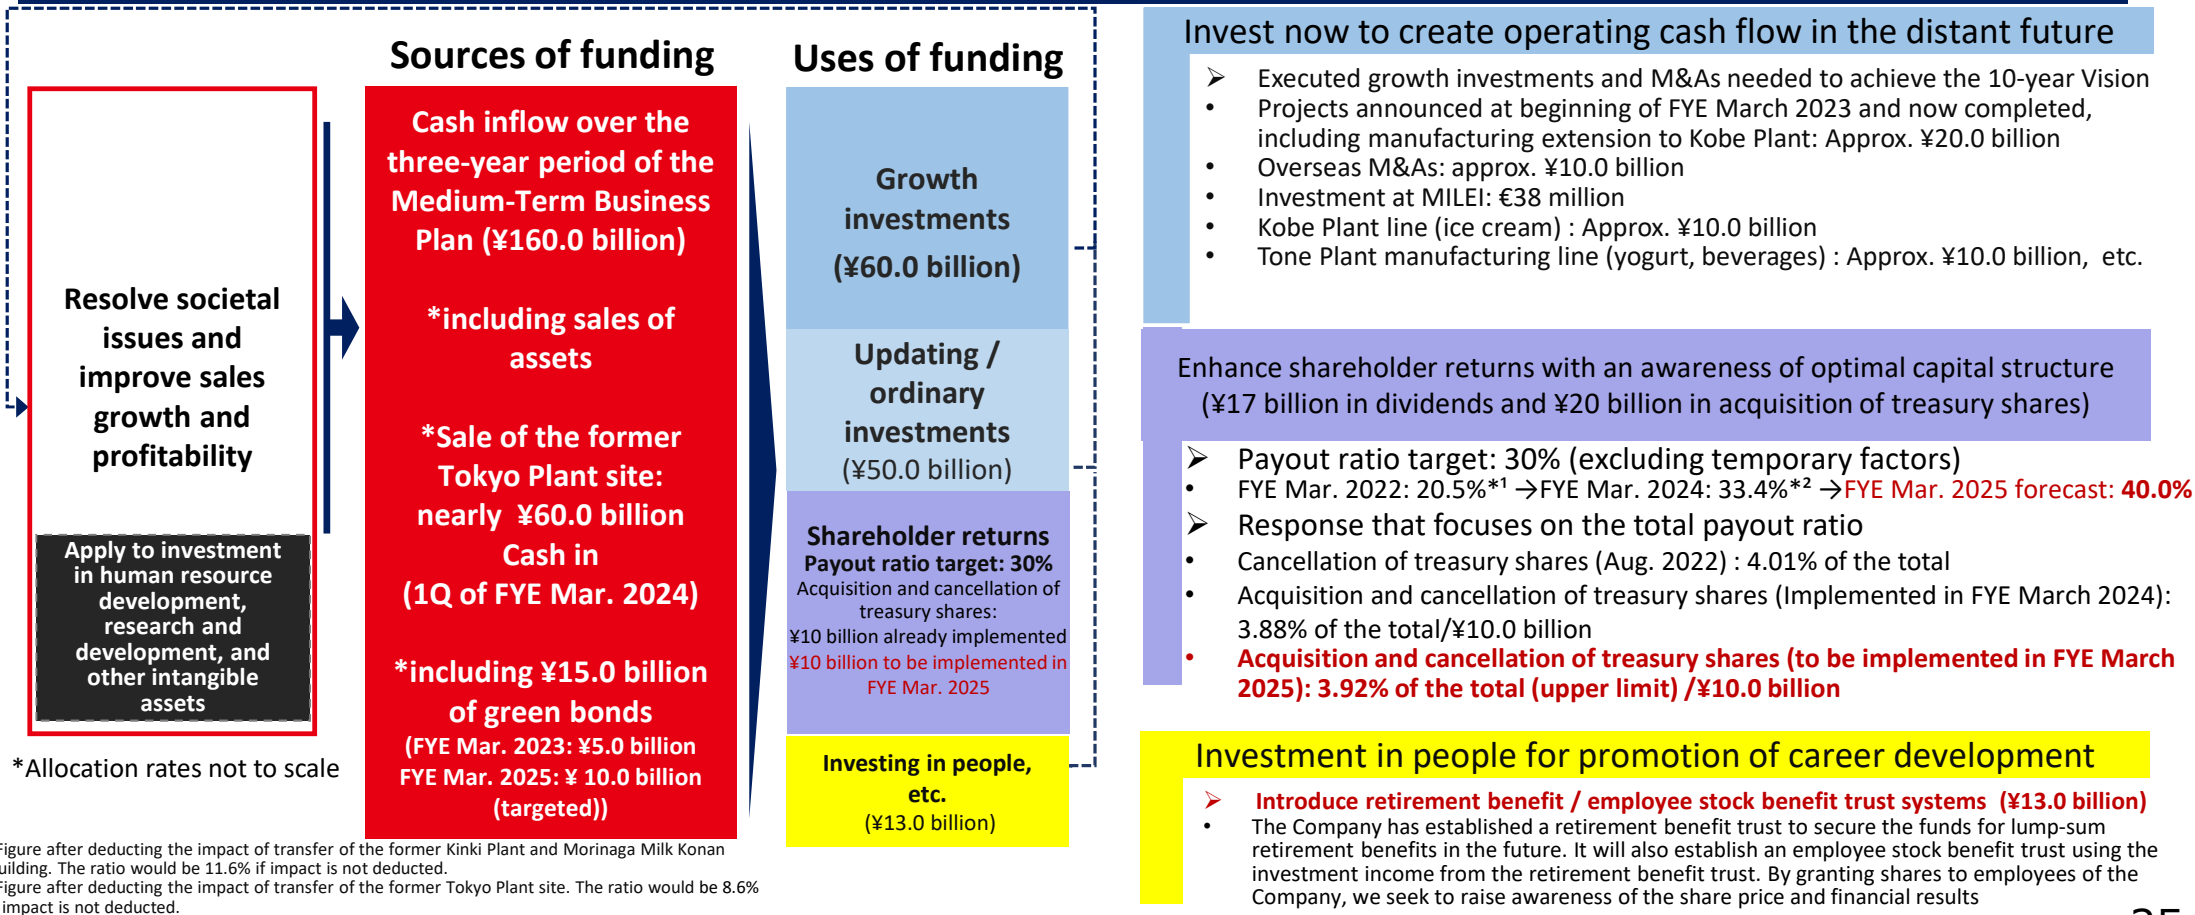 Sources of funding
Uses of funding
Resolve societal
issues and
improve sales
growth and
profitability
Apply to investment
in human resource
development,
research and
development, and
other intangible
assets
*Allocation rates not to scale
Cash inflow over the
three-year period of the
Medium-Term Business
Plan (¥160.0 billion)
*including sales of
assets
*Sale of the former
Tokyo Plant site:
nearly ¥60.0 billion
Cash in
(1Q of FYE Mar. 2024)
*including ¥15.0 billion
of green bonds
(FYE Mar. 2023: ¥5.0 billion
FYE Mar. 2025: ¥ 10.0 billion
(targeted))
Growth
investments
(¥60.0 billion)
Updating /
ordinary
investments
(¥50.0 billion)
Shareholder returns
Payout ratio target: 30%
Acquisition and cancellation of
treasury shares:
¥10 billion already implemented
¥10 billion to be implemented in
FYE Mar. 2025
Investing in people,
etc.
(¥13.0 billion)
Invest now to create operating cash flow in the distant future
➢ Executed growth investments and M&As needed to achieve the 10-year Vision
• Projects announced at beginning of FYE March 2023 and now completed,
including manufacturing extension to Kobe Plant: Approx. ¥20.0 billion
• Overseas M&As: approx. ¥10.0 billion
• Investment at MILEI: €38 million
• Kobe Plant line (ice cream) : Approx. ¥10.0 billion
• Tone Plant manufacturing line (yogurt, beverages) : Approx. ¥10.0 billion, etc.
Enhance shareholder returns with an awareness of optimal capital structure
(¥17 billion in dividends and ¥20 billion in acquisition of treasury shares)
➢ Payout ratio target: 30% (excluding temporary factors)
• FYE Mar. 2022: 20.5%*¹ →FYE Mar. 2024: 33.4%*² →FYE Mar. 2025 forecast: 40.0%
➢ Response that focuses on the total payout ratio
• Cancellation of treasury shares (Aug. 2022) : 4.01% of the total
• Acquisition and cancellation of treasury shares (Implemented in FYE March 2024):
3.88% of the total/¥10.0 billion
• Acquisition and cancellation of treasury shares (to be implemented in FYE March
2025): 3.92% of the total (upper limit) /¥10.0 billion
Investment in people for promotion of career development
➢ Introduce retirement benefit / employee stock benefit trust systems (¥13.0 billion)
• The Company has established a retirement benefit trust to secure the funds for lump-sum
retirement benefits in the future. It will also establish an employee stock benefit trust using the
investment income from the retirement benefit trust. By granting shares to employees of the
Company, we seek to raise awareness of the share price and financial results
Figure after deducting the impact of transfer of the former Kinki Plant and Morinaga Milk Konan
uilding. The ratio would be 11.6% if impact is not deducted.
Figure after deducting the impact of transfer of the former Tokyo Plant site. The ratio would be 8.6%
impact is not deducted.